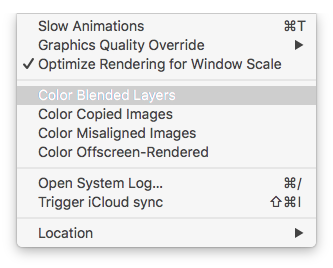 Slow Animations ⌘T
Graphics Quality Override ▶
✓ Optimize Rendering for Window Scale
Color Blended Layers
Color Copied Images
Color Misaligned Images
Color Offscreen-Rendered
Open System Log... ⌘/
Trigger iCloud sync ⇧⌘I
Location ▶